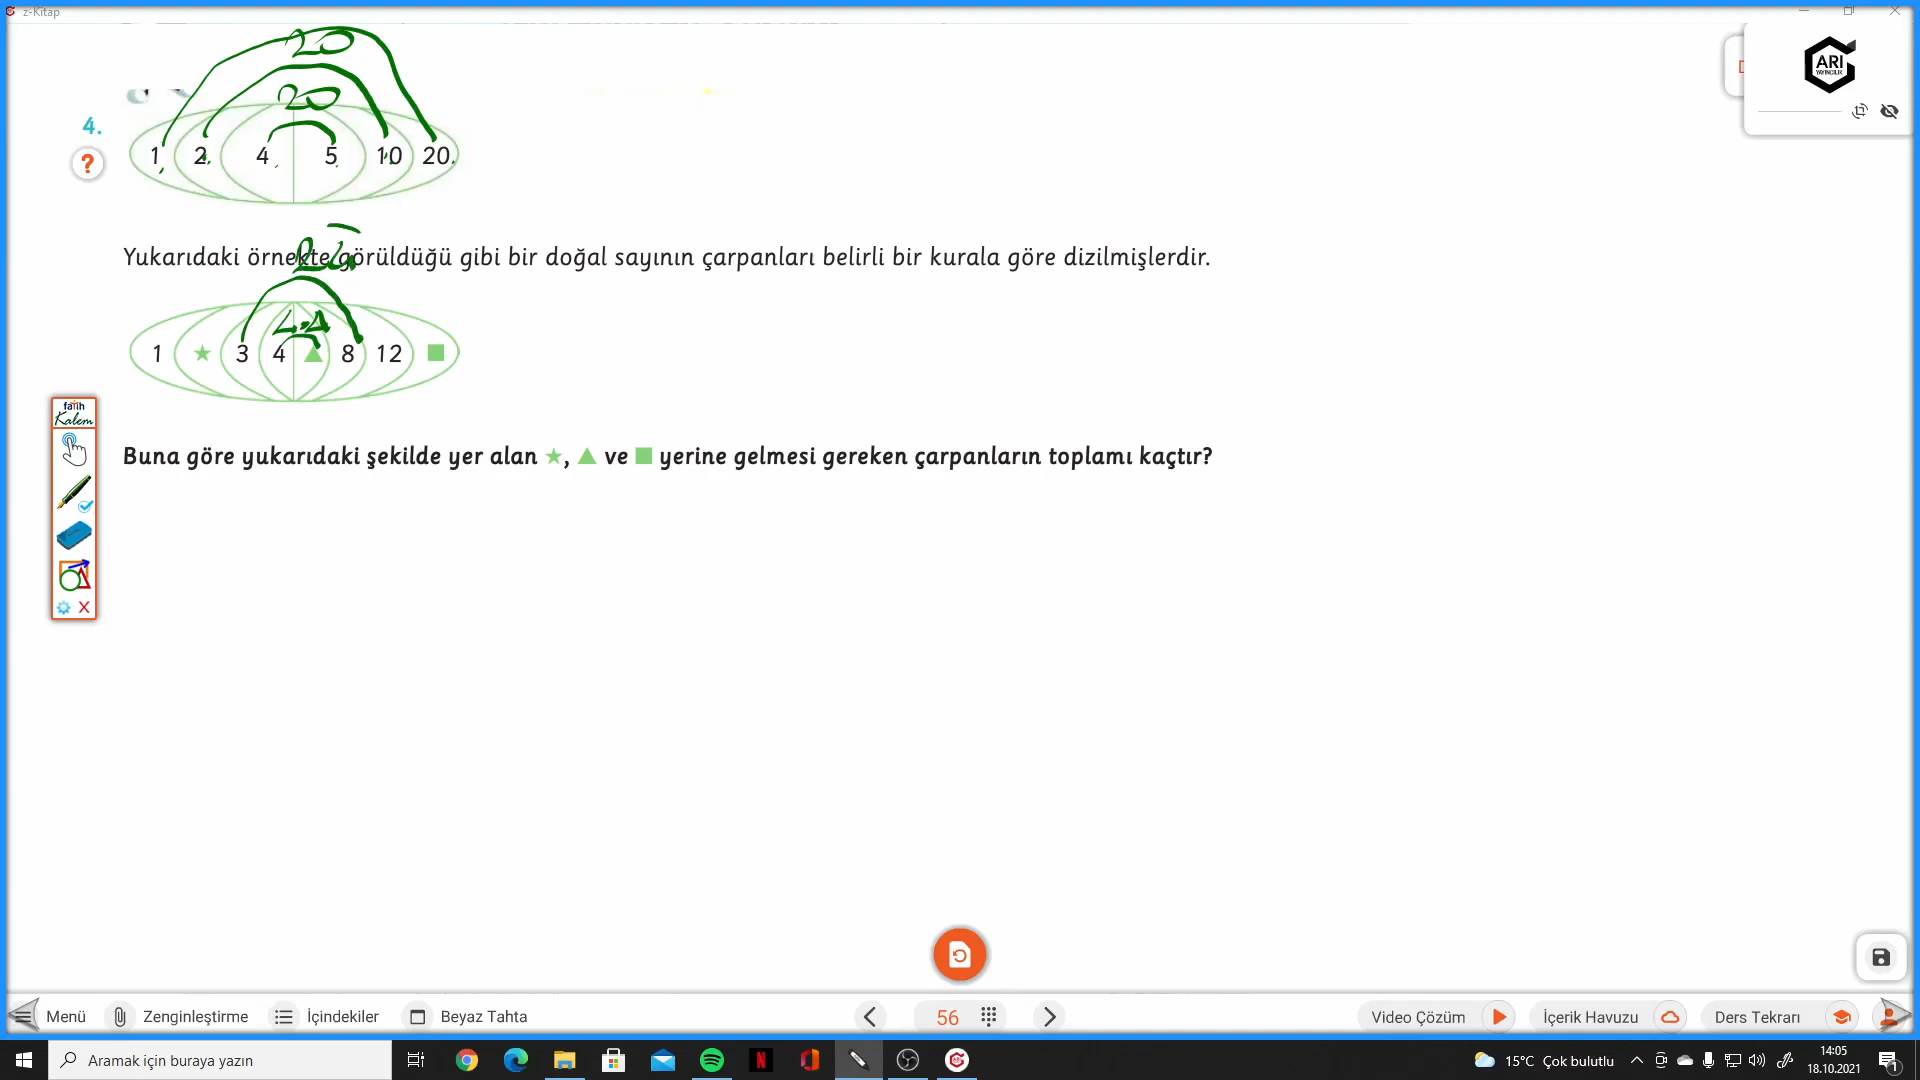 z-Kitap
ARI
YAYINCILIK
20
20
4.
1 2 4 5 10 20
?
24
Yukarıdaki örnekte görüldüğü gibi bir doğal sayının çarpanları belirli bir kurala göre dizilmişlerdir.
1 ★ 3 4 ▲ 8 12 ■
fatih
Kalem
Buna göre yukarıdaki şekilde yer alan ★, ▲ ve ■ yerine gelmesi gereken çarpanların toplamı kaçtır?
X
Menü Zenginleştirme İçindekiler Beyaz Tahta 56 Video Çözüm İçerik Havuzu Ders Tekrarı
Aramak için buraya yazın 15°C Çok bulutlu 14:05
18.10.2021 1